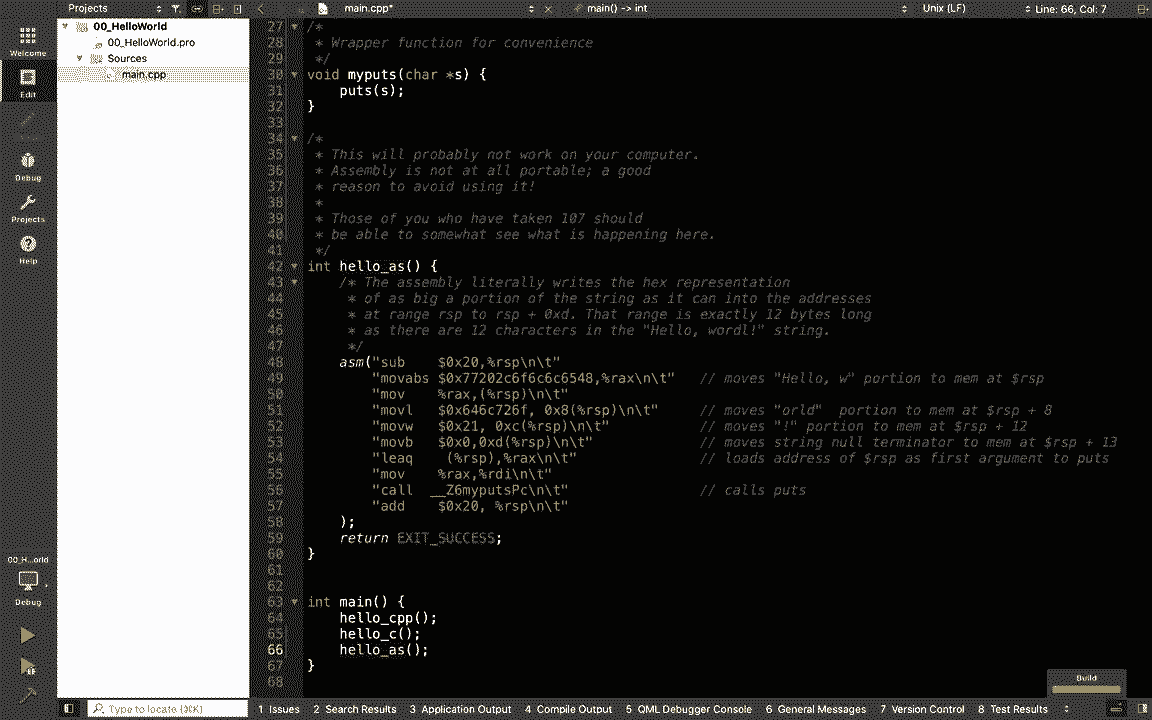 Projects
main.cpp*
main() -> int
Unix (LF)
Line: 66, Col: 7
Welcome
Edit
Debug
Projects
Help
00_HelloWorld
00_HelloWorld.pro
Sources
main.cpp
27 /*
28  * Wrapper function for convenience
29  */
30 void myputs(char *s) {
31     puts(s);
32 }
33
34 /*
35  * This will probably not work on your computer.
36  * Assembly is not at all portable; a good
37  * reason to avoid using it!
38  *
39  * Those of you who have taken 107 should
40  * be able to somewhat see what is happening here.
41  */
42 int hello_as() {
43     /* The assembly literally writes the hex representation
44      * of as big a portion of the string as it can into the addresses
45      * at range rsp to rsp + 0xd. That range is exactly 12 bytes long
46      * as there are 12 characters in the "Hello, wordl!" string.
47      */
48     asm("sub    $0x20,%rsp\n\t"
49         "movabs $0x77202c6f6c6c6548,%rax\n\t"   // moves "Hello, w" portion to mem at $rsp
50         "mov    %rax,(%rsp)\n\t"
51         "movl   $0x646c726f, 0x8(%rsp)\n\t"     // moves "orld"  portion to mem at $rsp + 8
52         "movw   $0x21, 0xc(%rsp)\n\t"           // moves "!" portion to mem at $rsp + 12
53         "movb   $0x0,0xd(%rsp)\n\t"             // moves string null terminator to mem at $rsp + 13
54         "leaq    (%rsp),%rax\n\t"               // loads address of $rsp as first argument to puts
55         "mov    %rax,%rdi\n\t"
56         "call  __Z6myputsPc\n\t"                // calls puts
57         "add    $0x20, %rsp\n\t"
58     );
59     return EXIT_SUCCESS;
60 }
61
62
63 int main() {
64     hello_cpp();
65     hello_c();
66     hello_as();
67 }
68
00_H...orld
Debug
Build
Type to locate (⌘K)
1 Issues
2 Search Results
3 Application Output
4 Compile Output
5 QML Debugger Console
6 General Messages
7 Version Control
8 Test Results